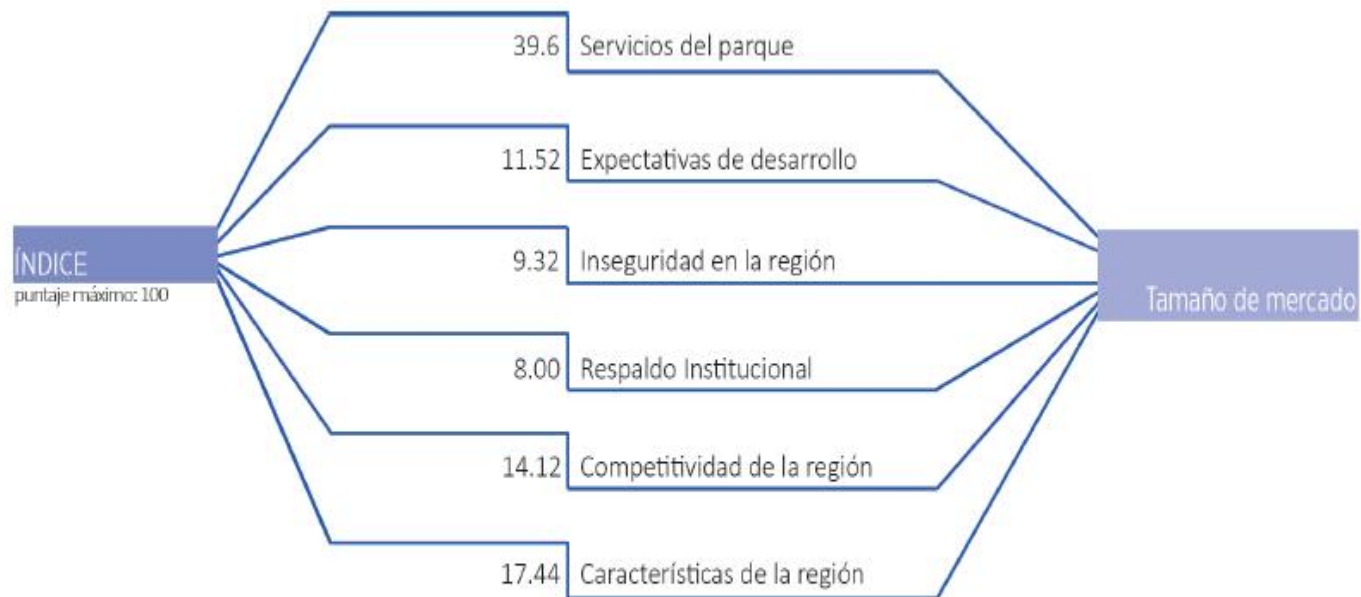 39.6 Servicios del parque
11.52 Expectativas de desarrollo
ÍNDICE
puntaje máximo: 100
9.32 Inseguridad en la región
Tamaño de mercado
8.00 Respaldo Institucional
14.12 Competitividad de la región
17.44 Características de la región